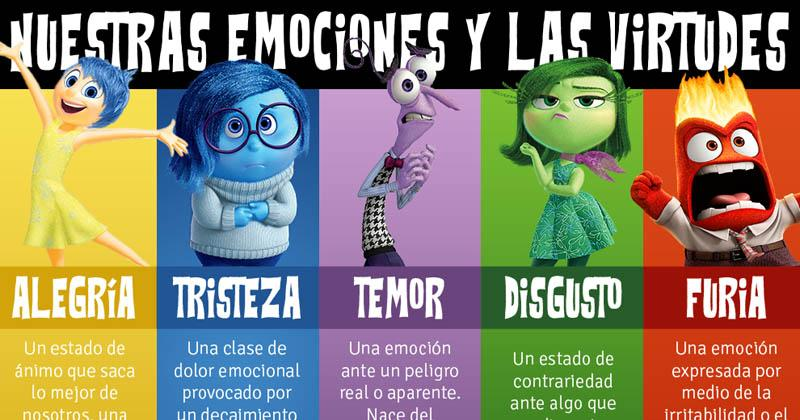 NUESTRAS EMOCIONES Y LAS VIRTUDES
ALEGRÍA
Un estado de
ánimo que saca
lo mejor de
nosotros, una
TRISTEZA
Una clase de
dolor emocional
provocado por
un decaimiento
TEMOR
Una emoción
ante un peligro
real o aparente.
Nace del
DISGUSTO
Un estado de
contrariedad
ante algo que
FURIA
Una emoción
expresada por
medio de la
irritabilidad o el